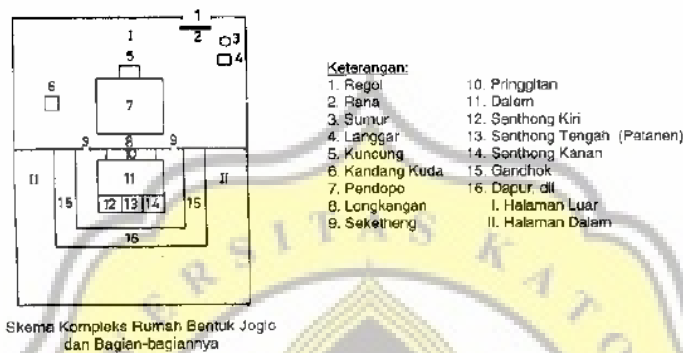 1
I
2
3
4
5
6
7
9 8 9
10
II
II
11
15
12 13 14
15
16
Keterangan:
1. Regol
2. Rana
3. Sumur
4. Langgar
5. Kuncung
6. Kandang Kuda
7. Pendopo
8. Longkangan
9. Seketheng
10. Pringgitan
11. Dalem
12. Senthong Kiri
13. Senthong Tengah (Patanen)
14. Senthong Kanan
15. Gandhok
16. Dapur, dll
I. Halaman Luar
II. Halaman Dalam
Skema Kompleks Rumah Bentuk Joglo
dan Bagian-bagiannya
ERSITAS KATO